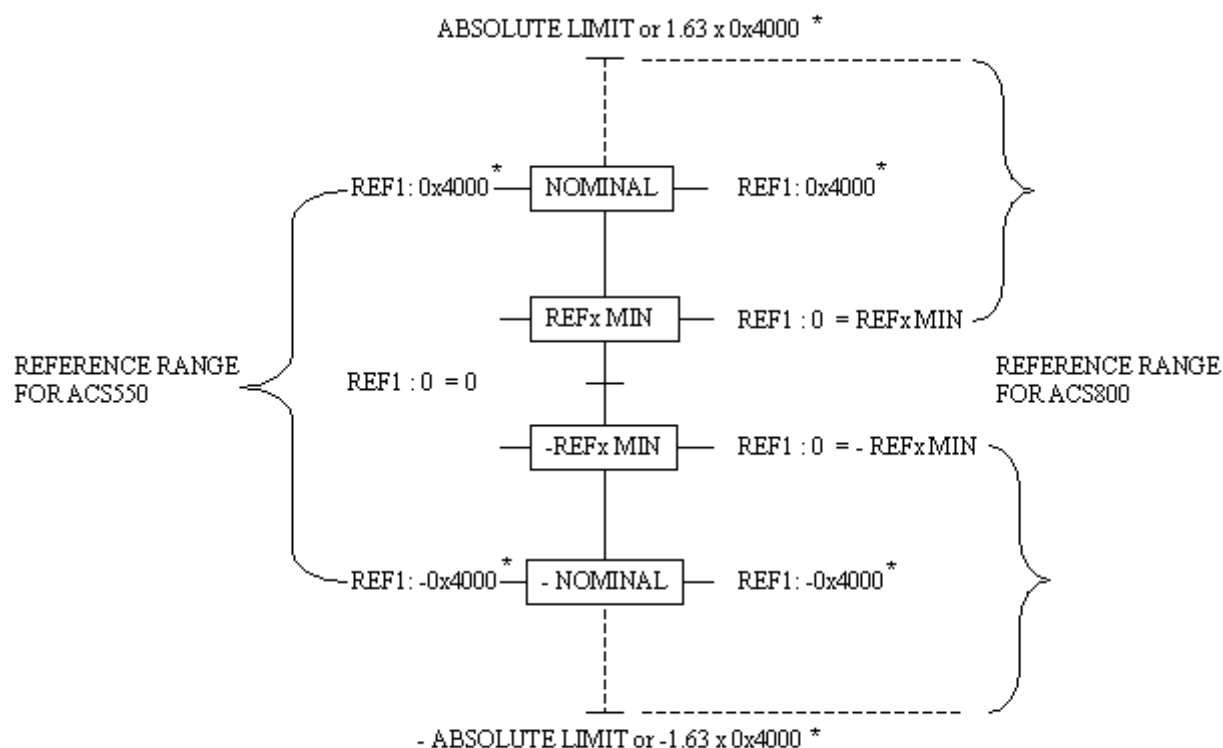 ABSOLUTE LIMIT or 1.63 x 0x4000 *
REF1: 0x4000 *
NOMINAL
REF1: 0x4000 *
REFx MIN
REF1 : 0 = REFx MIN
REFERENCE RANGE
FOR ACS550
REF1 : 0 = 0
REFERENCE RANGE
FOR ACS800
-REFx MIN
REF1 : 0 = - REFx MIN
REF1: -0x4000 *
- NOMINAL
REF1: -0x4000 *
- ABSOLUTE LIMIT or -1.63 x 0x4000 *